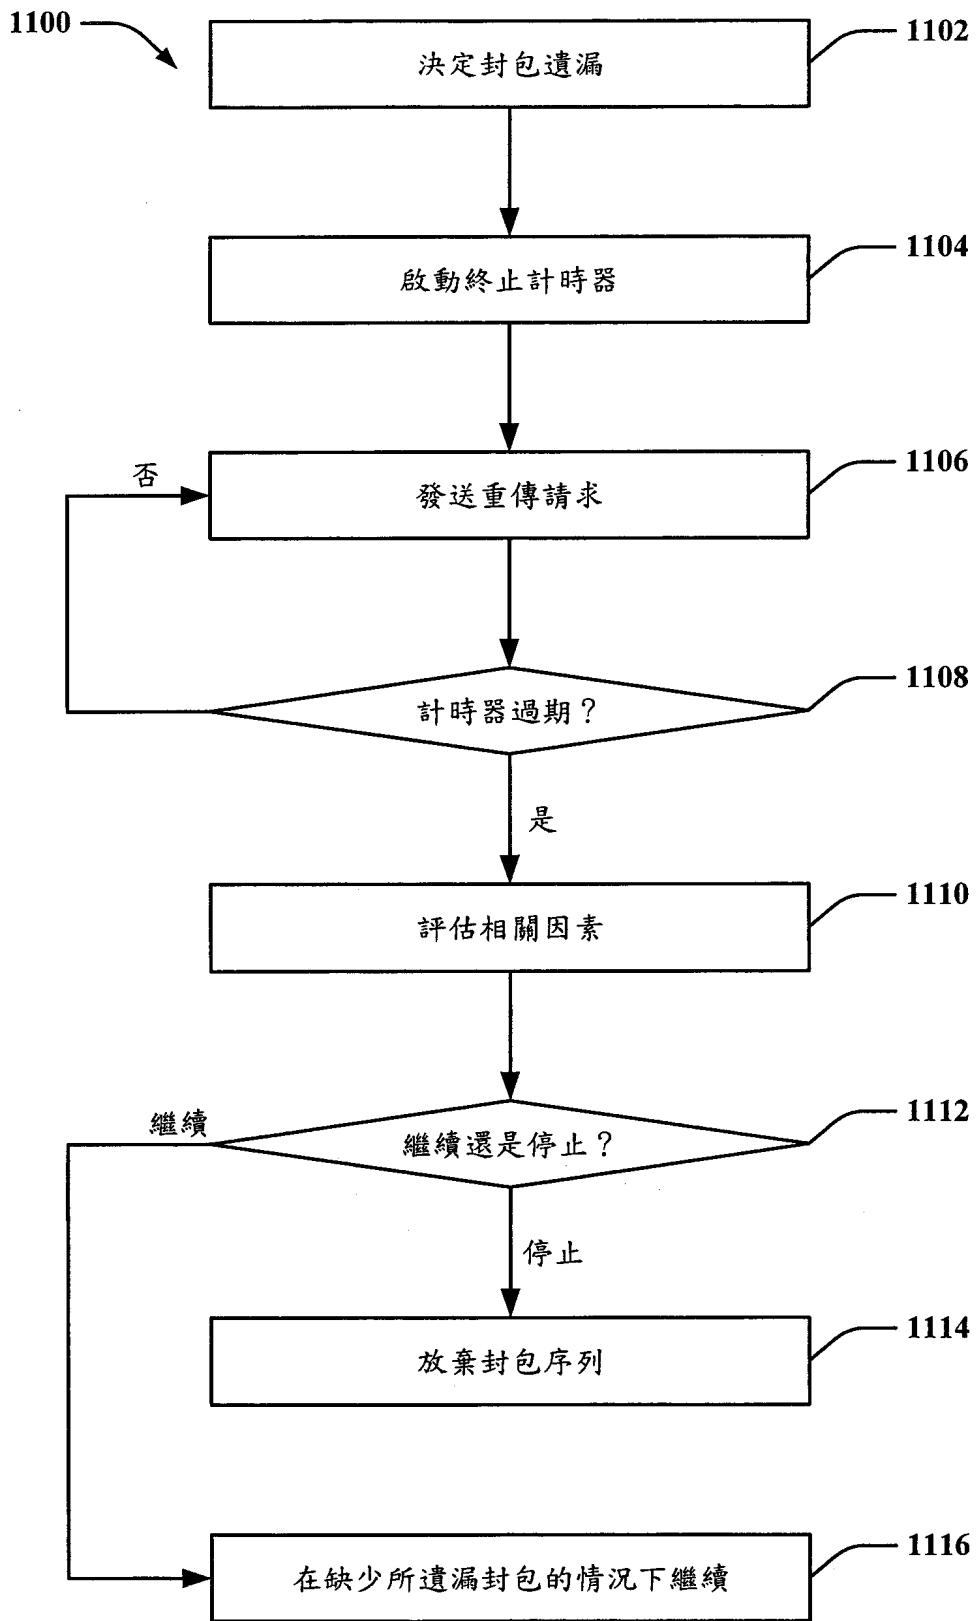 1100
1102
決定封包遺漏
1104
啟動終止計時器
1106
否
發送重傳請求
1108
計時器過期？
是
1110
評估相關因素
1112
繼續
繼續還是停止？
停止
1114
放棄封包序列
1116
在缺少所遺漏封包的情況下繼續